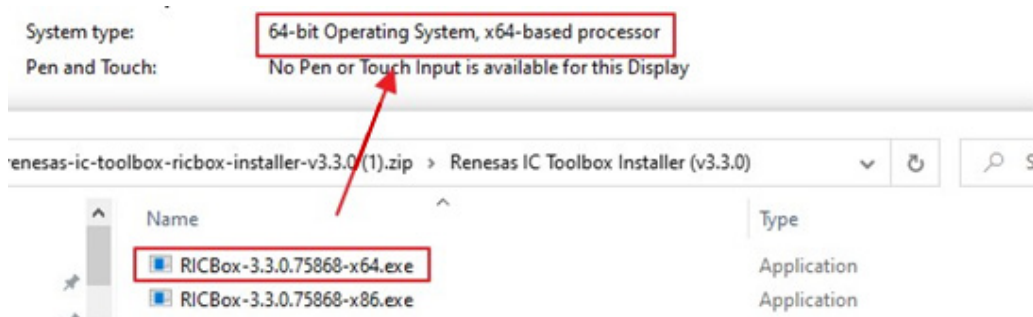 System type: 64-bit Operating System, x64-based processor
Pen and Touch: No Pen or Touch Input is available for this Display
renesas-ic-toolbox-ricbox-installer-v3.3.0 (1).zip > Renesas IC Toolbox Installer (v3.3.0)
Name Type
RICBox-3.3.0.75868-x64.exe Application
RICBox-3.3.0.75868-x86.exe Application